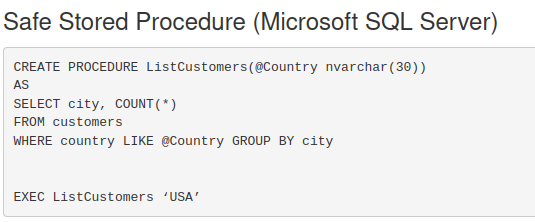 Safe Stored Procedure (Microsoft SQL Server)
CREATE PROCEDURE ListCustomers(@Country nvarchar(30))
AS
SELECT city, COUNT(*)
FROM customers
WHERE country LIKE @Country GROUP BY city
EXEC ListCustomers ‘USA’